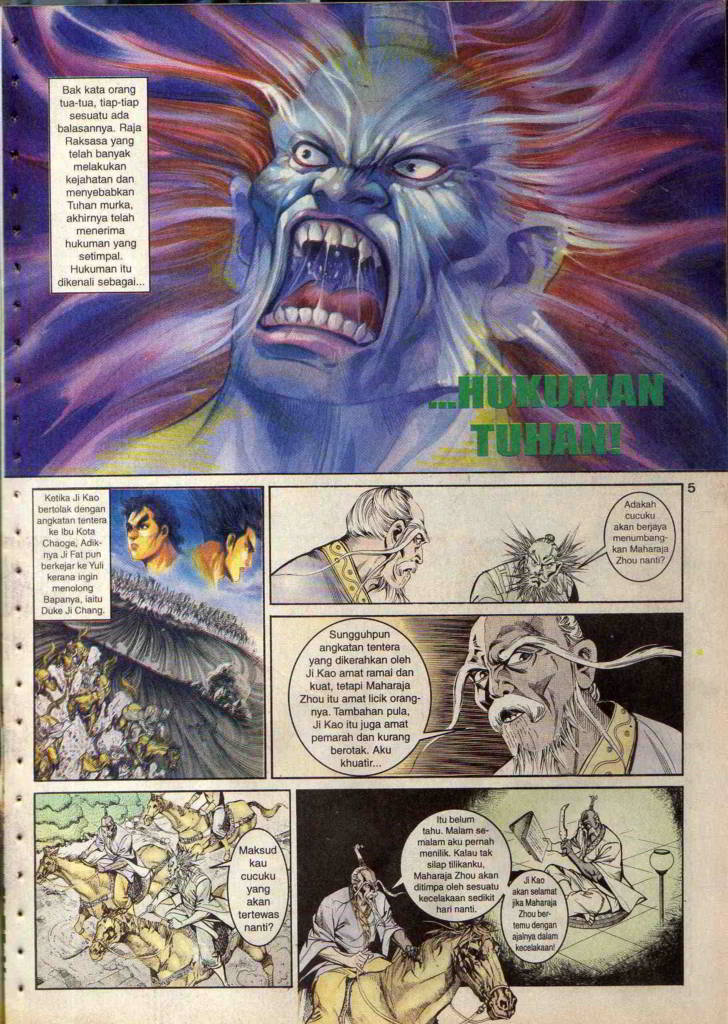 Bak kata orang
tua-tua, tiap-tiap
sesuatu ada
balasannya. Raja
Raksasa yang
telah banyak
melakukan
kejahatan dan
menyebabkan
Tuhan murka,
akhirnya telah
menerima
hukuman yang
setimpal.
Hukuman itu
dikenali sebagai...
...HUKUMAN
TUHAN!
5
Ketika Ji Kao
bertolak dengan
angkatan tentera
ke Ibu Kota
Chaoge, Adik-
nya Ji Fat pun
berkejar ke Yuli
kerana ingin
menolong
Bapanya, iaitu
Duke Ji Chang.
Adakah
cucuku
akan berjaya
menumbang-
kan Maharaja
Zhou nanti?
Sungguhpun
angkatan tentera
yang dikerahkan oleh
Ji Kao amat ramai dan
kuat, tetapi Maharaja
Zhou itu amat licik orang-
nya. Tambahan pula,
Ji Kao itu juga amat
pemarah dan kurang
berotak. Aku
khuatir...
Maksud
kau
cucuku
yang
akan
tertewas
nanti?
Itu belum
tahu. Malam se-
malam aku pernah
menilik. Kalau tak
silap tilikanku,
Maharaja Zhou akan
ditimpa oleh sesuatu
kecelakaan sedikit
hari nanti.
Ji Kao
akan selamat
jika Maharaja
Zhou ber-
temu dengan
ajalnya dalam
kecelakaan!